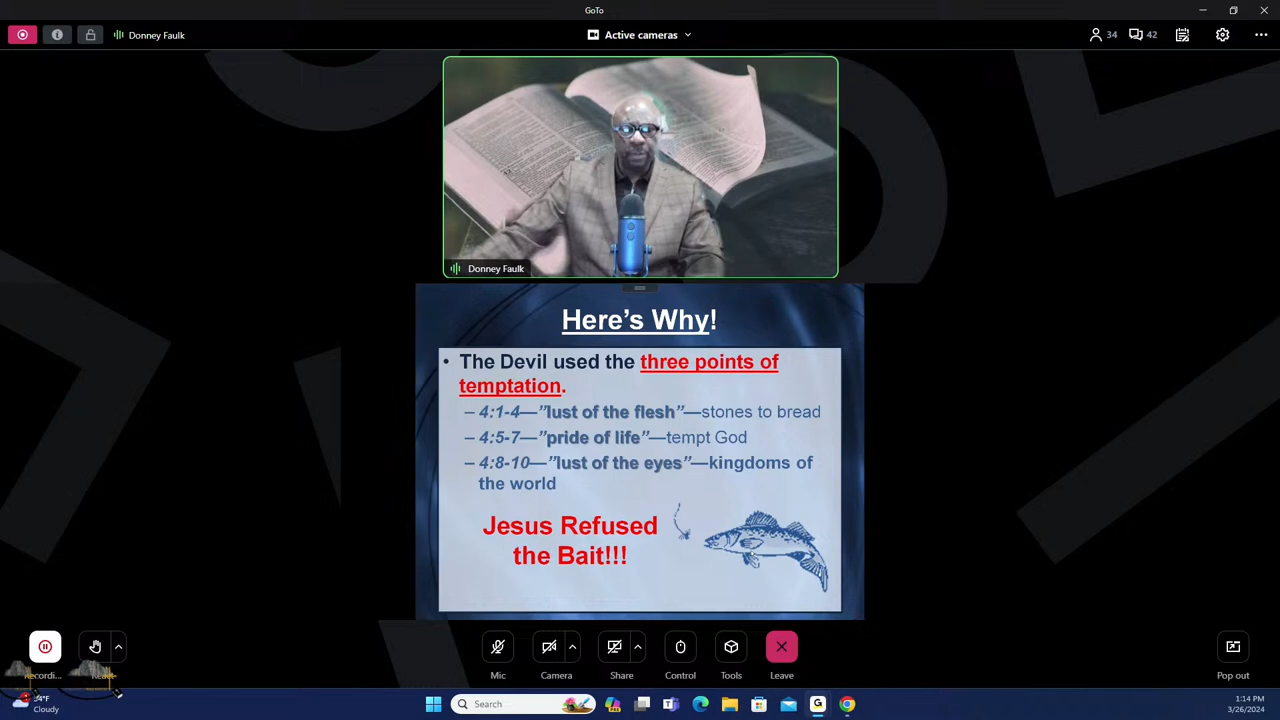 GoTo
Donney Faulk
Active cameras
34
42
Donney Faulk
Here's Why!
• The Devil used the three points of
temptation.
– 4:1-4—”lust of the flesh”—stones to bread
– 4:5-7—”pride of life”—tempt God
– 4:8-10—”lust of the eyes”—kingdoms of
the world
Jesus Refused
the Bait!!!
Mic
Camera
Share
Control
Tools
Leave
Pop out
Cloudy
Search
1:14 PM
3/26/2024